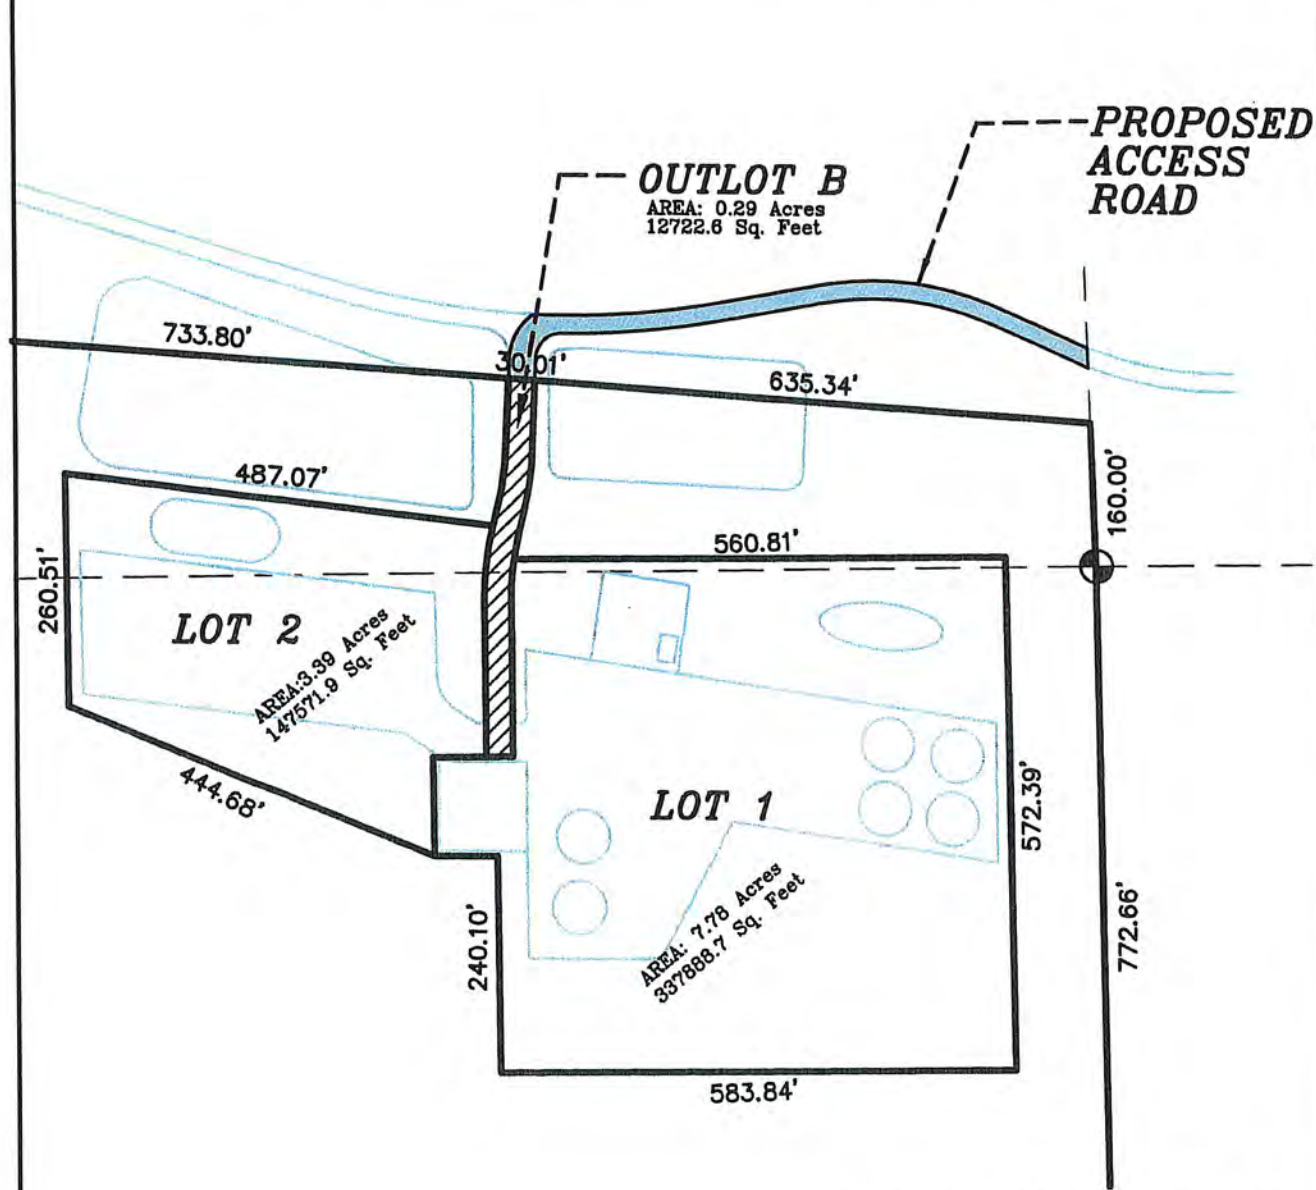 PROPOSED
ACCESS
ROAD
OUTLOT B
AREA: 0.29 Acres
12722.6 Sq. Feet
733.80'
30.01'
635.34'
160.00'
487.07'
560.81'
260.51'
LOT 2
AREA:3.39 Acres
147571.9 Sq. Feet
444.68'
LOT 1
572.39'
AREA: 7.78 Acres
337888.7 Sq. Feet
240.10'
772.66'
583.84'